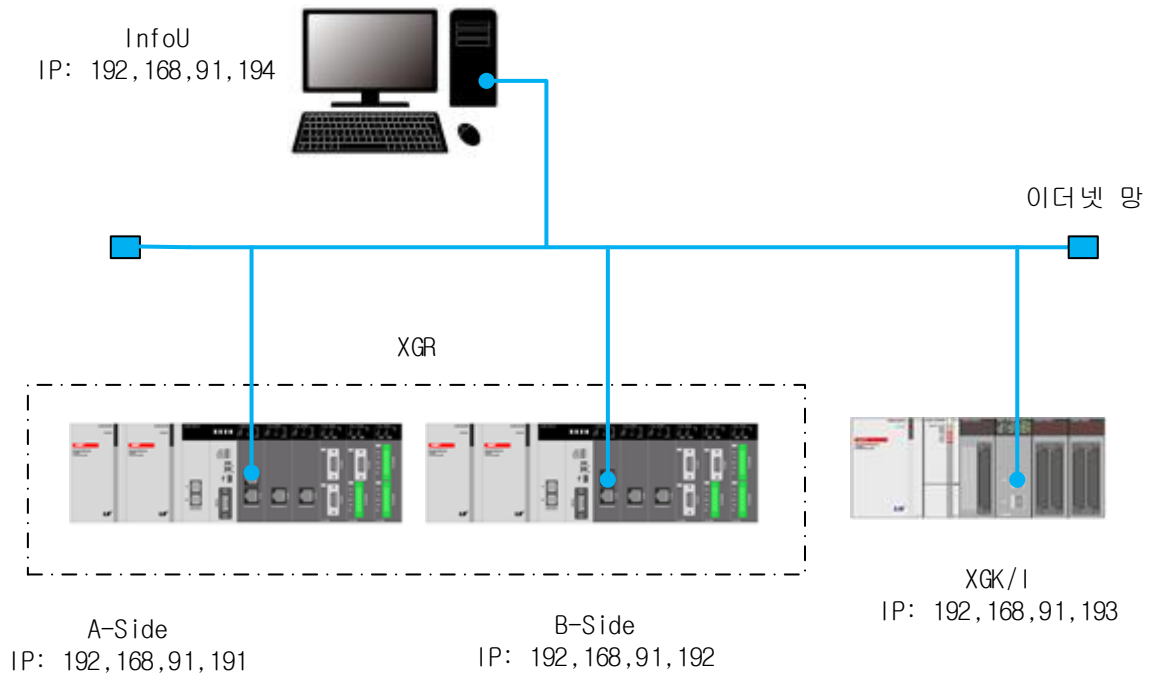 InfoU
IP: 192,168,91,194
이더넷 망
XGR
XGK/I
IP: 192,168,91,193
A-Side
IP: 192,168,91,191
B-Side
IP: 192,168,91,192